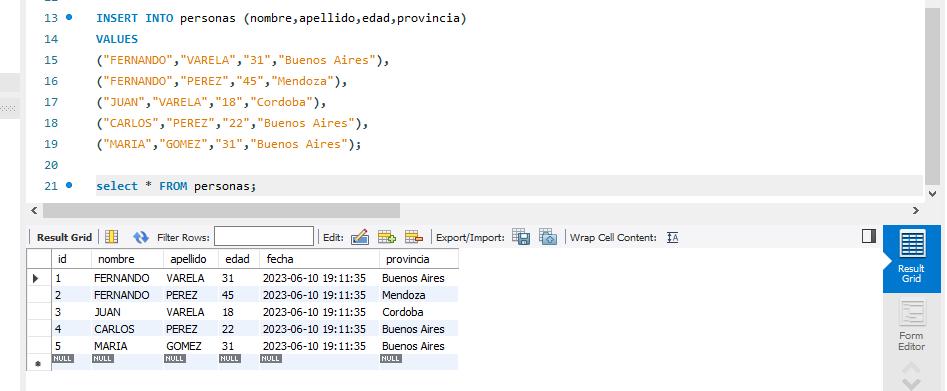 13 INSERT INTO personas (nombre,apellido,edad,provincia)
14 VALUES
15 ("FERNANDO","VARELA","31","Buenos Aires"),
16 ("FERNANDO","PEREZ","45","Mendoza"),
17 ("JUAN","VARELA","18","Cordoba"),
18 ("CARLOS","PEREZ","22","Buenos Aires"),
19 ("MARIA","GOMEZ","31","Buenos Aires");
20
21 select * FROM personas;
Result Grid Filter Rows: Edit: Export/Import: Wrap Cell Content: IA
id nombre apellido edad fecha provincia
1 FERNANDO VARELA 31 2023-06-10 19:11:35 Buenos Aires
2 FERNANDO PEREZ 45 2023-06-10 19:11:35 Mendoza
3 JUAN VARELA 18 2023-06-10 19:11:35 Cordoba
4 CARLOS PEREZ 22 2023-06-10 19:11:35 Buenos Aires
5 MARIA GOMEZ 31 2023-06-10 19:11:35 Buenos Aires
NULL NULL NULL NULL NULL NULL
Result
Grid
Form
Editor